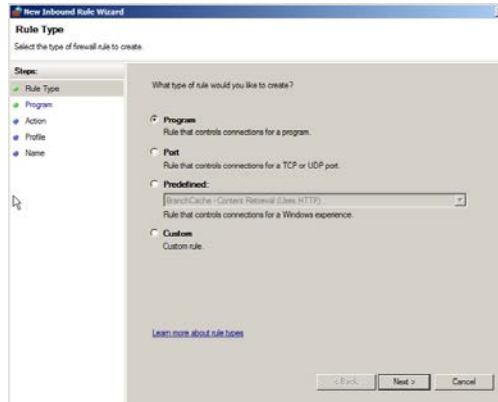 New Inbound Rule Wizard
Rule Type
Select the type of firewall rule to create.
Steps:
Rule Type
Program
Action
Profile
Name
What type of rule would you like to create?
Program
Rule that controls connections for a program.
Port
Rule that controls connections for a TCP or UDP port.
Predefined:
BranchCache - Content Retrieval (Uses HTTP)
Rule that controls connections for a Windows experience.
Custom
Custom rule.
Learn more about rule types
< Back
Next >
Cancel